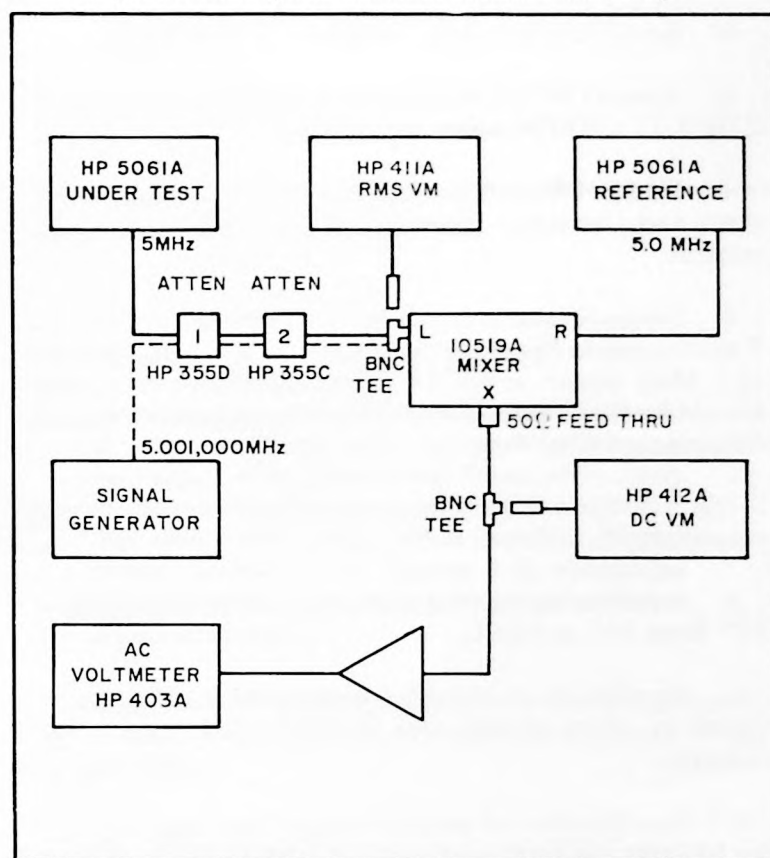 HP 5061A
UNDER TEST
HP 411A
RMS VM
HP 5061A
REFERENCE
5MHz
5.0 MHz
ATTEN
ATTEN
1
2
L
R
10519A
MIXER
X
HP 355D
HP 355C
BNC
TEE
50Ω FEED THRU
5.001,000MHz
SIGNAL
GENERATOR
BNC
TEE
HP 412A
DC VM
AC
VOLTMETER
HP 403A